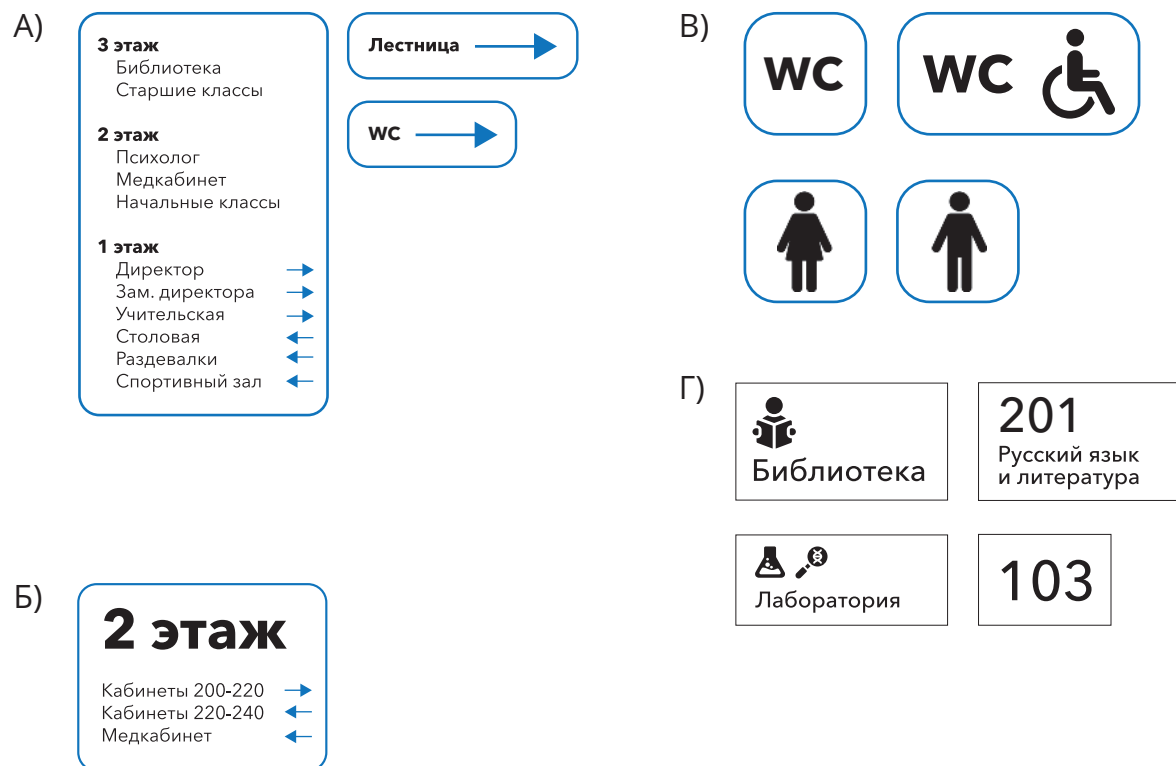 А)
3 этаж
Библиотека
Старшие классы
2 этаж
Психолог
Медкабинет
Начальные классы
1 этаж
Директор
Зам. директора
Учительская
Столовая
Раздевалки
Спортивный зал
Лестница
WC
Б)
2 этаж
Кабинеты 200-220
Кабинеты 220-240
Медкабинет
В)
WC
WC
Г)
Библиотека
201
Русский язык
и литература
Лаборатория
103